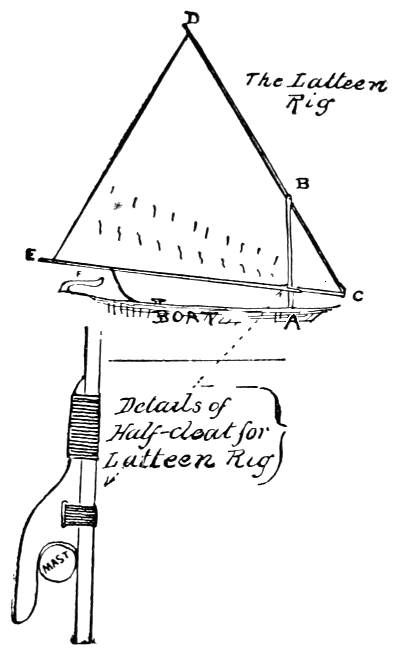 D
The Latteen
Rig
B
E
F
C
BOAT
A
Details of
Half-cleat for
Latteen Rig
MAST